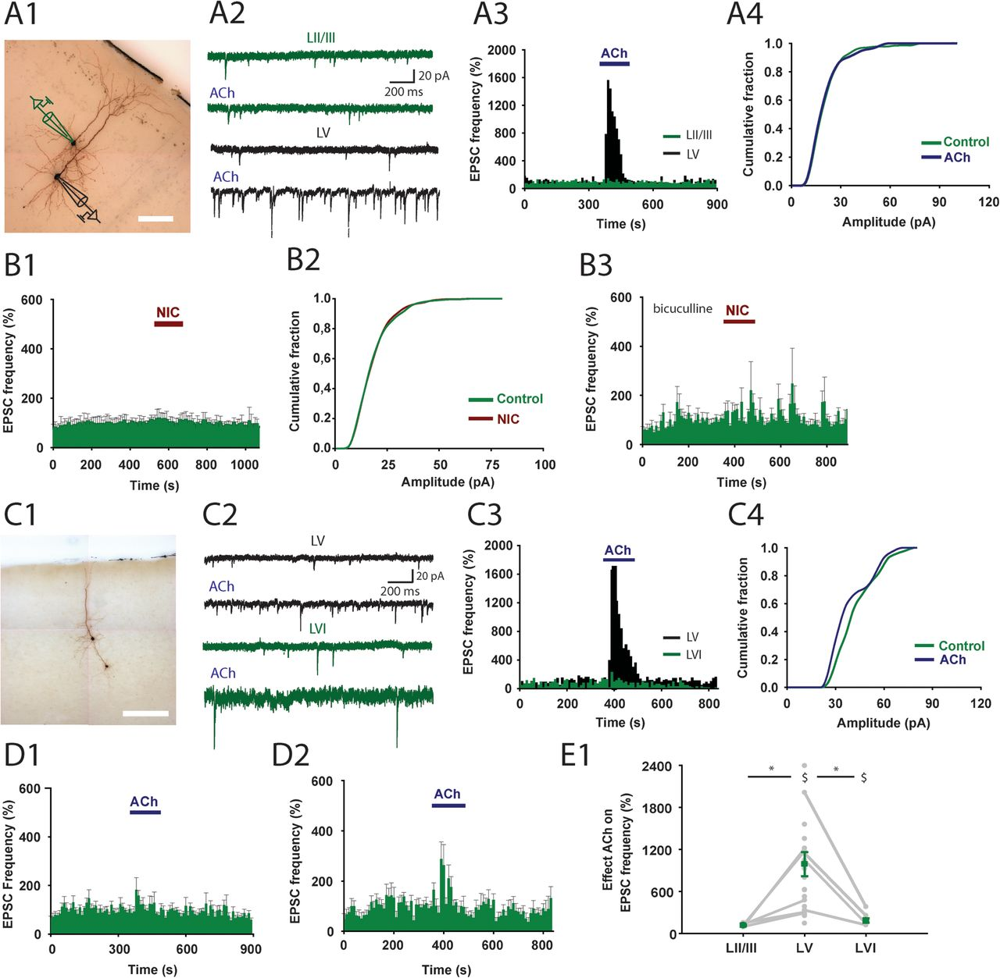 A1
A2
LII/III
20 pA
200 ms
ACh
LV
ACh
A3
EPSC frequency (%)
2000
1600
1200
800
400
0
ACh
LII/III
LV
0 300 600 900
Time (s)
A4
Cumulative fraction
1.0
0.8
0.6
0.4
0.2
0.0
Control
ACh
0 30 60 90 120
Amplitude (pA)
B1
EPSC frequency (%)
600
400
200
0
NIC
0 200 400 600 800 1000
Time (s)
B2
Cumulative fraction
1.0
0.8
0,6
0,4
0.2
0.0
Control
NIC
0 25 50 75 100
Amplitude (pA)
B3
EPSC frequency (%)
600
400
200
0
bicuculline
NIC
0 200 400 600 800
Time (s)
C1
C2
LV
20 pA
200 ms
ACh
LVI
ACh
C3
EPSC frequency (%)
2000
1600
1200
800
400
0
ACh
LV
LVI
0 200 400 600 800
Time (s)
C4
Cumulative fraction
1.0
0.8
0.6
0.4
0.2
0.0
Control
ACh
0 30 60 90 120
Amplitude (pA)
D1
EPSC Frequency (%)
600
400
200
0
ACh
0 300 600 900
Time (s)
D2
EPSC frequency (%)
600
400
200
0
ACh
0 200 400 600 800
Time (s)
E1
Effect ACh on
EPSC frequency (%)
2400
1800
1200
600
0
* $ * $
LII/III LV LVI